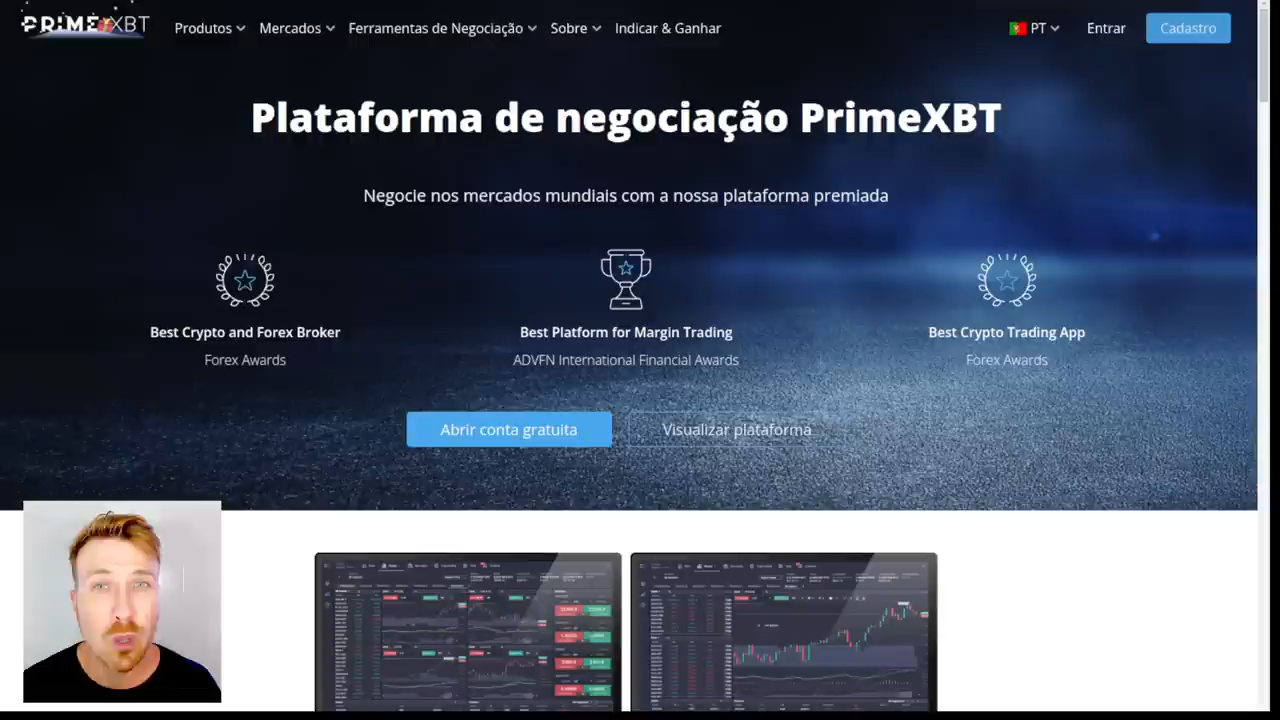 PRIME XBT
Produtos
Mercados
Ferramentas de Negociação
Sobre
Indicar & Ganhar
PT
Entrar
Cadastro
Plataforma de negociação PrimeXBT
Negocie nos mercados mundiais com a nossa plataforma premiada
Best Crypto and Forex Broker
Forex Awards
Best Platform for Margin Trading
ADVFN International Financial Awards
Best Crypto Trading App
Forex Awards
Abrir conta gratuita
Visualizar plataforma